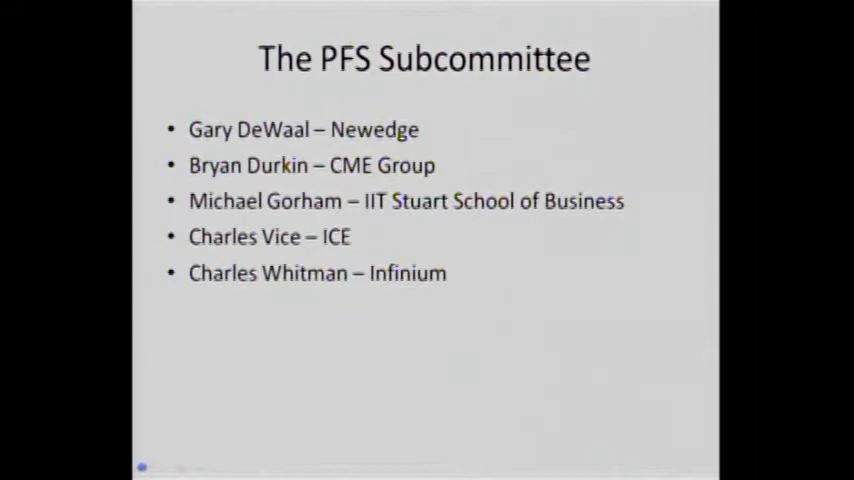 The PFS Subcommittee
• Gary DeWaal – Newedge
• Bryan Durkin – CME Group
• Michael Gorham – IIT Stuart School of Business
• Charles Vice – ICE
• Charles Whitman – Infinium